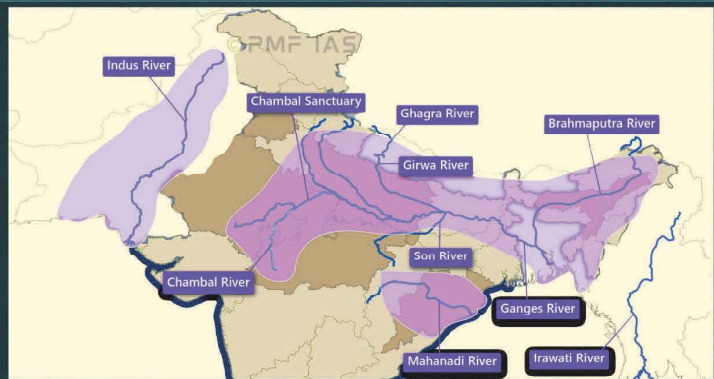 ©PMF IAS
Indus River
Chambal Sanctuary
Ghagra River
Brahmaputra River
Girwa River
Son River
Chambal River
Ganges River
Mahanadi River
Irawati River